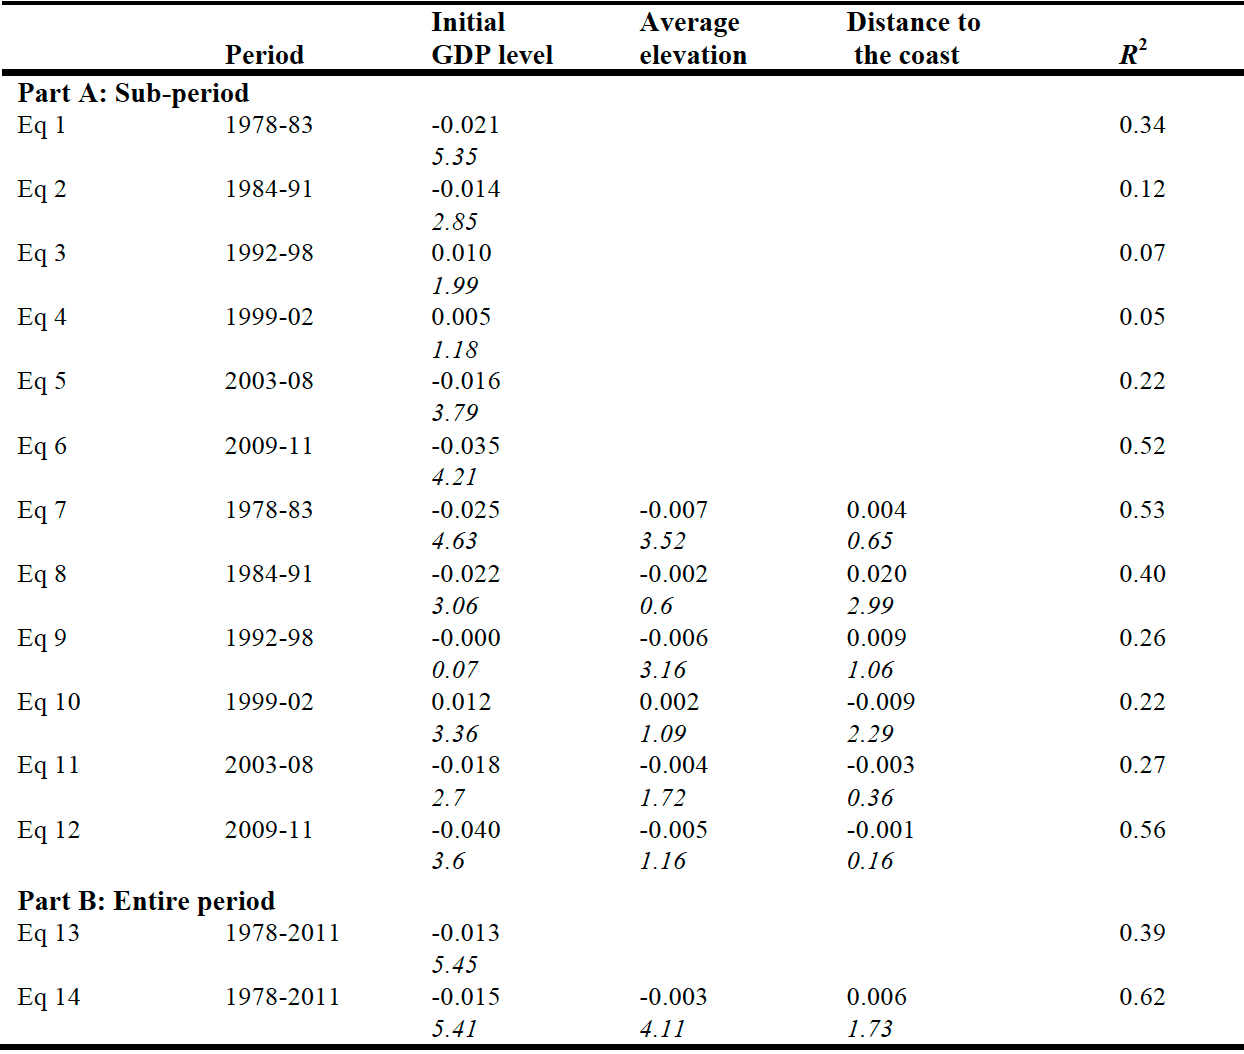 Initial Average Distance to
Period GDP level elevation the coast R²
Part A: Sub-period
Eq 1 1978-83 -0.021 0.34
5.35
Eq 2 1984-91 -0.014 0.12
2.85
Eq 3 1992-98 0.010 0.07
1.99
Eq 4 1999-02 0.005 0.05
1.18
Eq 5 2003-08 -0.016 0.22
3.79
Eq 6 2009-11 -0.035 0.52
4.21
Eq 7 1978-83 -0.025 -0.007 0.004 0.53
4.63 3.52 0.65
Eq 8 1984-91 -0.022 -0.002 0.020 0.40
3.06 0.6 2.99
Eq 9 1992-98 -0.000 -0.006 0.009 0.26
0.07 3.16 1.06
Eq 10 1999-02 0.012 0.002 -0.009 0.22
3.36 1.09 2.29
Eq 11 2003-08 -0.018 -0.004 -0.003 0.27
2.7 1.72 0.36
Eq 12 2009-11 -0.040 -0.005 -0.001 0.56
3.6 1.16 0.16
Part B: Entire period
Eq 13 1978-2011 -0.013 0.39
5.45
Eq 14 1978-2011 -0.015 -0.003 0.006 0.62
5.41 4.11 1.73